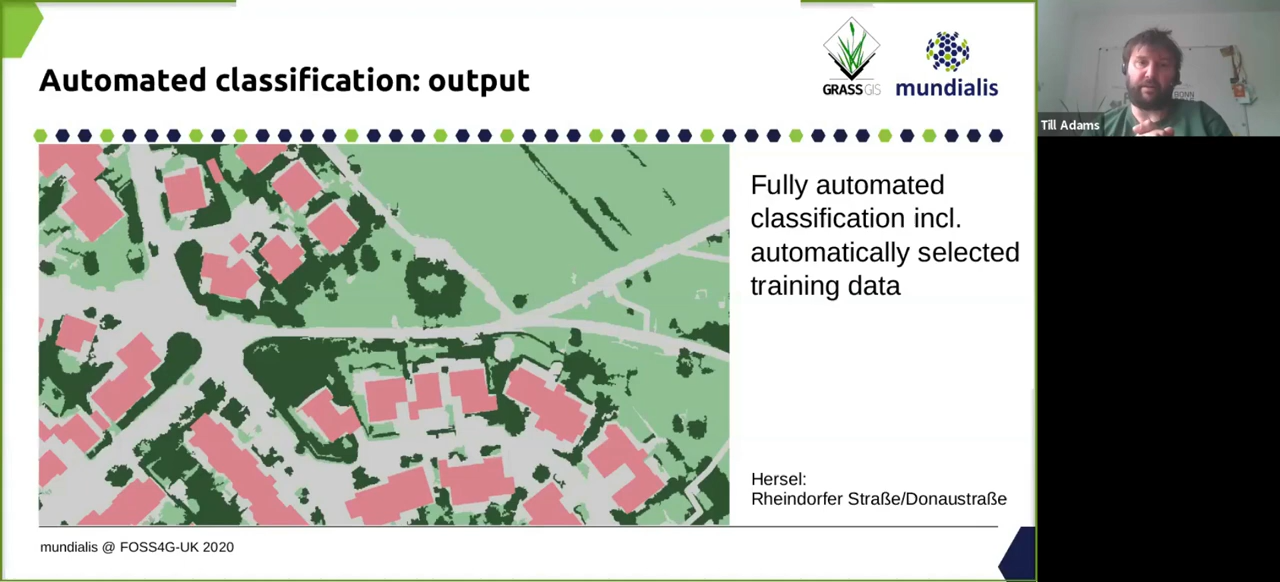 Automated classification: output
GRASS GIS
mundialis
Till Adams
BONN
Fully automated
classification incl.
automatically selected
training data
Hersel:
Rheindorfer Straße/Donaustraße
mundialis @ FOSS4G-UK 2020